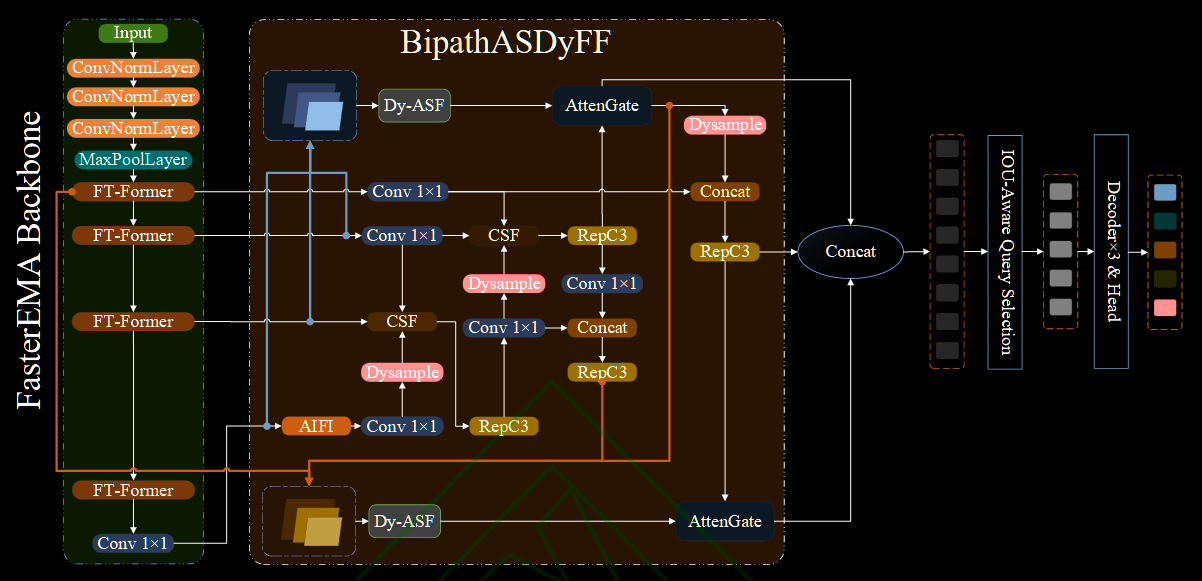 FasterEMA Backbone
Input
ConvNormLayer
ConvNormLayer
ConvNormLayer
MaxPoolLayer
FT-Former
FT-Former
FT-Former
FT-Former
Conv 1×1
BipathASDyFF
Dy-ASF
AttenGate
Dysample
Conv 1×1
Concat
Conv 1×1
CSF
RepC3
RepC3
Dysample
Conv 1×1
CSF
Conv 1×1
Concat
Dysample
RepC3
AIFI
Conv 1×1
RepC3
Dy-ASF
AttenGate
Concat
IOU-Aware Query Selection
Decoder×3 & Head